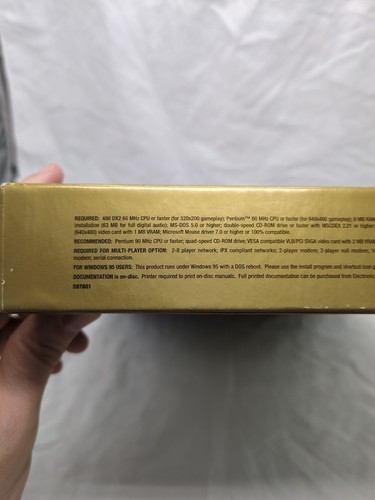 REQUIRED: 486 DX2 66 MHz CPU or faster (for 320x200 gameplay); Pentium™ 60 MHz CPU or faster (for 640x480 gameplay); 8 MB
installation (63 MB for full digital audio); MS-DOS 5.0 or higher; double-speed CD-ROM drive or faster with MSCDEX 2.21 or higher
(640x480) video card with 1 MB VRAM; Microsoft Mouse driver 7.0 or higher or 100% compatible.
RECOMMENDED: Pentium 90 MHz CPU or faster; quad-speed CD-ROM drive; VESA compatible VLB/PCI SVGA video card with 2 MB
REQUIRED FOR MULTI-PLAYER OPTION: 2-8 player network; IPX compliant networks; 2-player modem; 2-player null modem;
modem; serial connection.
FOR WINDOWS 95 USERS: This product runs under Windows 95 with a DOS reboot. Please use the install program and shortcut icon
DOCUMENTATION is on-disc. Printer required to print on-disc manuals. Full printed documentation can be purchased from Electronic